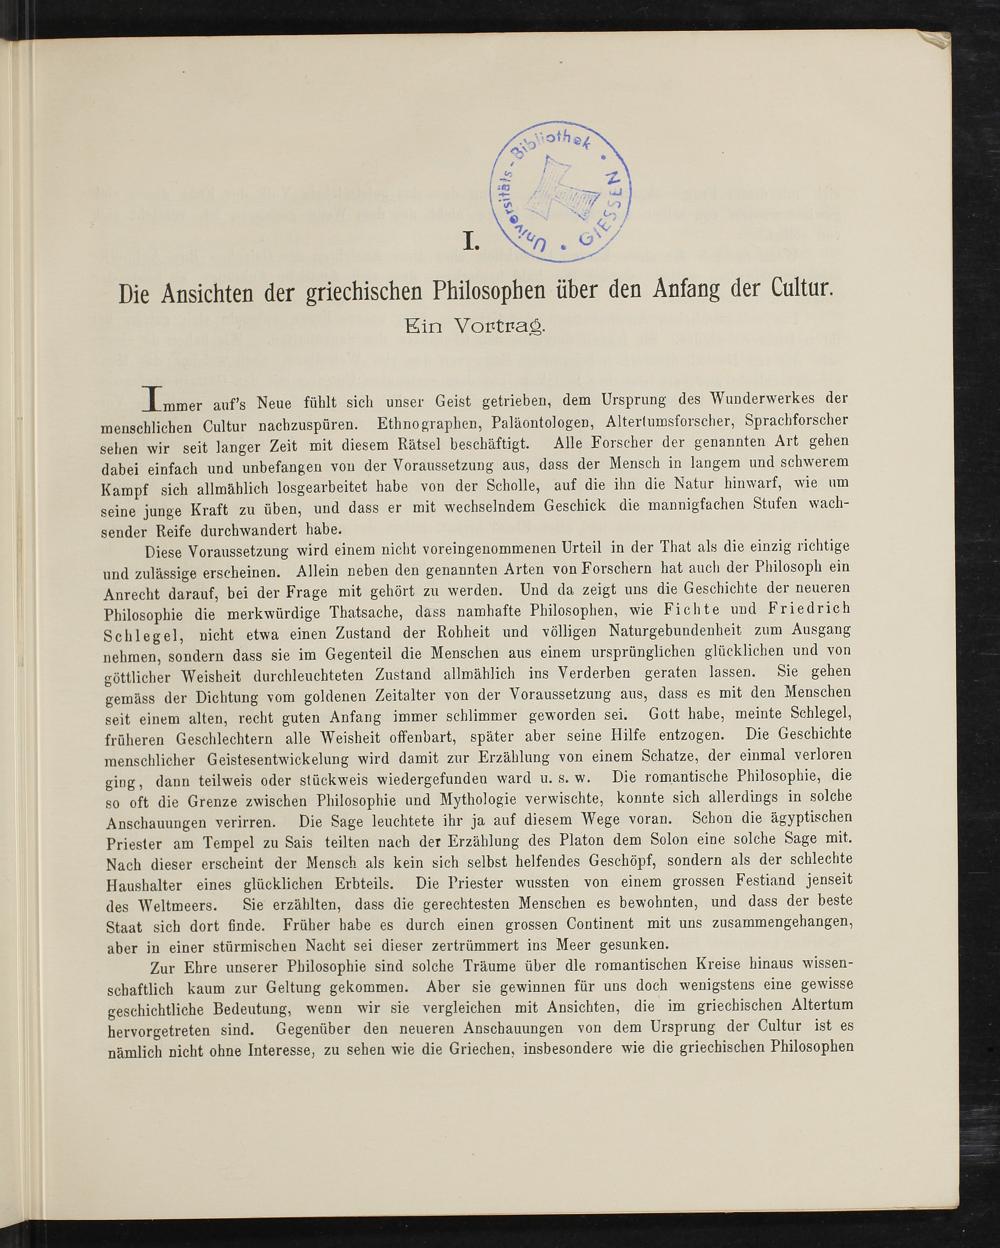 Universitäts-Bibliothek • GIESSEN •
I.
Die Ansichten der griechischen Philosophen über den Anfang der Cultur.
Ein Vortrag.
Immer auf's Neue fühlt sich unser Geist getrieben, dem Ursprung des Wunderwerkes der
menschlichen Cultur nachzuspüren. Ethnographen, Paläontologen, Altertumsforscher, Sprachforscher
sehen wir seit langer Zeit mit diesem Rätsel beschäftigt. Alle Forscher der genannten Art gehen
dabei einfach und unbefangen von der Voraussetzung aus, dass der Mensch in langem und schwerem
Kampf sich allmählich losgearbeitet habe von der Scholle, auf die ihn die Natur hinwarf, wie um
seine junge Kraft zu üben, und dass er mit wechselndem Geschick die mannigfachen Stufen wach-
sender Reife durchwandert habe.
Diese Voraussetzung wird einem nicht voreingenommenen Urteil in der That als die einzig richtige
und zulässige erscheinen. Allein neben den genannten Arten von Forschern hat auch der Philosoph ein
Anrecht darauf, bei der Frage mit gehört zu werden. Und da zeigt uns die Geschichte der neueren
Philosophie die merkwürdige Thatsache, dass namhafte Philosophen, wie Fichte und Friedrich
Schlegel, nicht etwa einen Zustand der Rohheit und völligen Naturgebundenheit zum Ausgang
nehmen, sondern dass sie im Gegenteil die Menschen aus einem ursprünglichen glücklichen und von
göttlicher Weisheit durchleuchteten Zustand allmählich ins Verderben geraten lassen. Sie gehen
gemäss der Dichtung vom goldenen Zeitalter von der Voraussetzung aus, dass es mit den Menschen
seit einem alten, recht guten Anfang immer schlimmer geworden sei. Gott habe, meinte Schlegel,
früheren Geschlechtern alle Weisheit offenbart, später aber seine Hilfe entzogen. Die Geschichte
menschlicher Geistesentwickelung wird damit zur Erzählung von einem Schatze, der einmal verloren
ging, dann teilweis oder stückweis wiedergefunden ward u. s. w. Die romantische Philosophie, die
so oft die Grenze zwischen Philosophie und Mythologie verwischte, konnte sich allerdings in solche
Anschauungen verirren. Die Sage leuchtete ihr ja auf diesem Wege voran. Schon die ägyptischen
Priester am Tempel zu Sais teilten nach der Erzählung des Platon dem Solon eine solche Sage mit.
Nach dieser erscheint der Mensch als kein sich selbst helfendes Geschöpf, sondern als der schlechte
Haushalter eines glücklichen Erbteils. Die Priester wussten von einem grossen Festland jenseit
des Weltmeers. Sie erzählten, dass die gerechtesten Menschen es bewohnten, und dass der beste
Staat sich dort finde. Früher habe es durch einen grossen Continent mit uns zusammengehangen,
aber in einer stürmischen Nacht sei dieser zertrümmert ins Meer gesunken.
Zur Ehre unserer Philosophie sind solche Träume über dle romantischen Kreise hinaus wissen-
schaftlich kaum zur Geltung gekommen. Aber sie gewinnen für uns doch wenigstens eine gewisse
geschichtliche Bedeutung, wenn wir sie vergleichen mit Ansichten, die im griechischen Altertum
hervorgetreten sind. Gegenüber den neueren Anschauungen von dem Ursprung der Cultur ist es
nämlich nicht ohne Interesse, zu sehen wie die Griechen, insbesondere wie die griechischen Philosophen